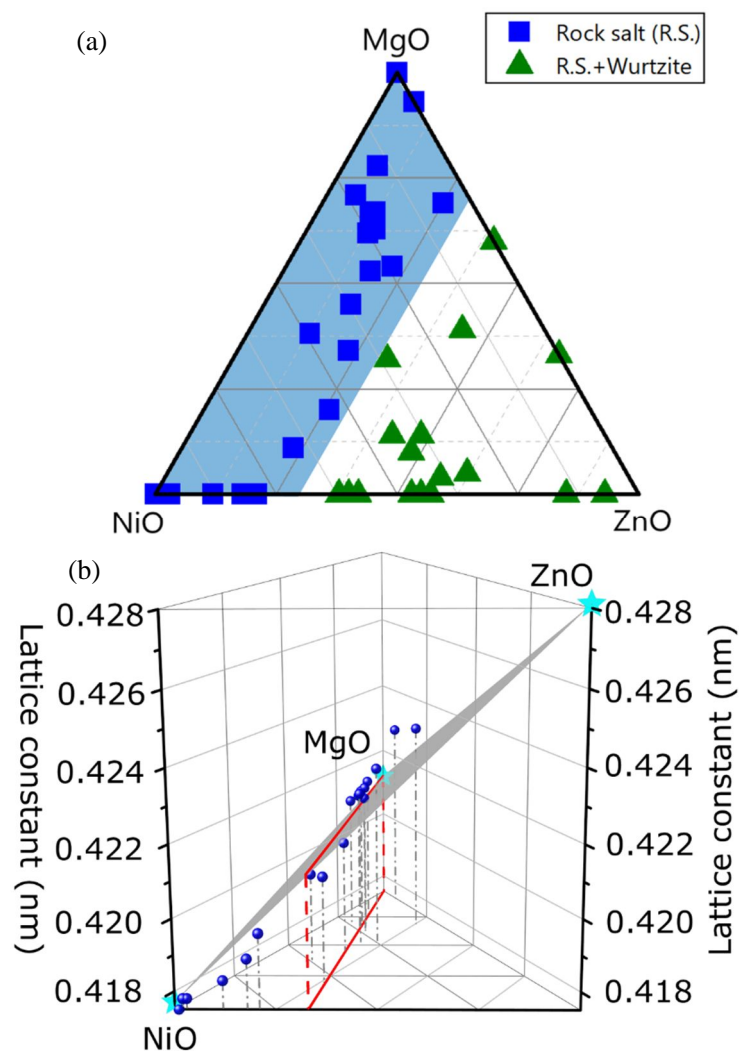 (a)
MgO
Rock salt (R.S.)
R.S.+Wurtzite
NiO
ZnO
(b)
ZnO
0.428
0.426
0.424
0.422
0.420
0.418
Lattice constant (nm)
MgO
NiO
0.428
0.426
0.424
0.422
0.420
0.418
Lattice constant (nm)